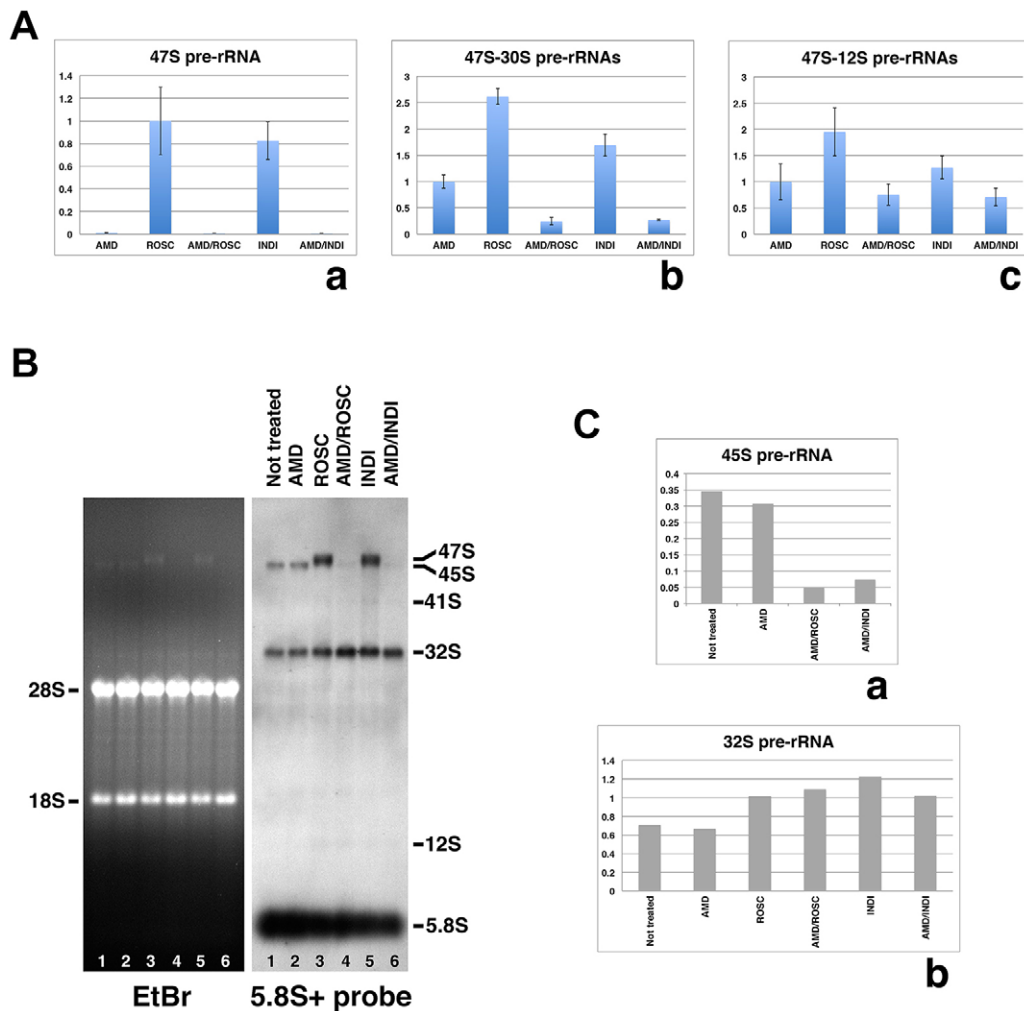 A
47S pre-rRNA
1.4
1.2
1
0.8
0.6
0.4
0.2
0
AMD ROSC AMD/ROSC INDI AMD/INDI
a
47S-30S pre-rRNAs
3
2.5
2
1.5
1
0.5
0
AMD ROSC AMD/ROSC INDI AMD/INDI
b
47S-12S pre-rRNAs
3
2.5
2
1.5
1
0.5
0
AMD ROSC AMD/ROSC INDI AMD/INDI
c
B
Not treated
AMD
ROSC
AMD/ROSC
INDI
AMD/INDI
47S
45S
41S
32S
28S
18S
12S
5.8S
1 2 3 4 5 6
1 2 3 4 5 6
EtBr
5.8S+ probe
C
45S pre-rRNA
0.4
0.35
0.3
0.25
0.2
0.15
0.1
0.05
0
Not treated
AMD
AMD/ROSC
AMD/INDI
a
32S pre-rRNA
1.4
1.2
1
0.8
0.6
0.4
0.2
0
Not treated
AMD
ROSC
AMD/ROSC
INDI
AMD/INDI
b